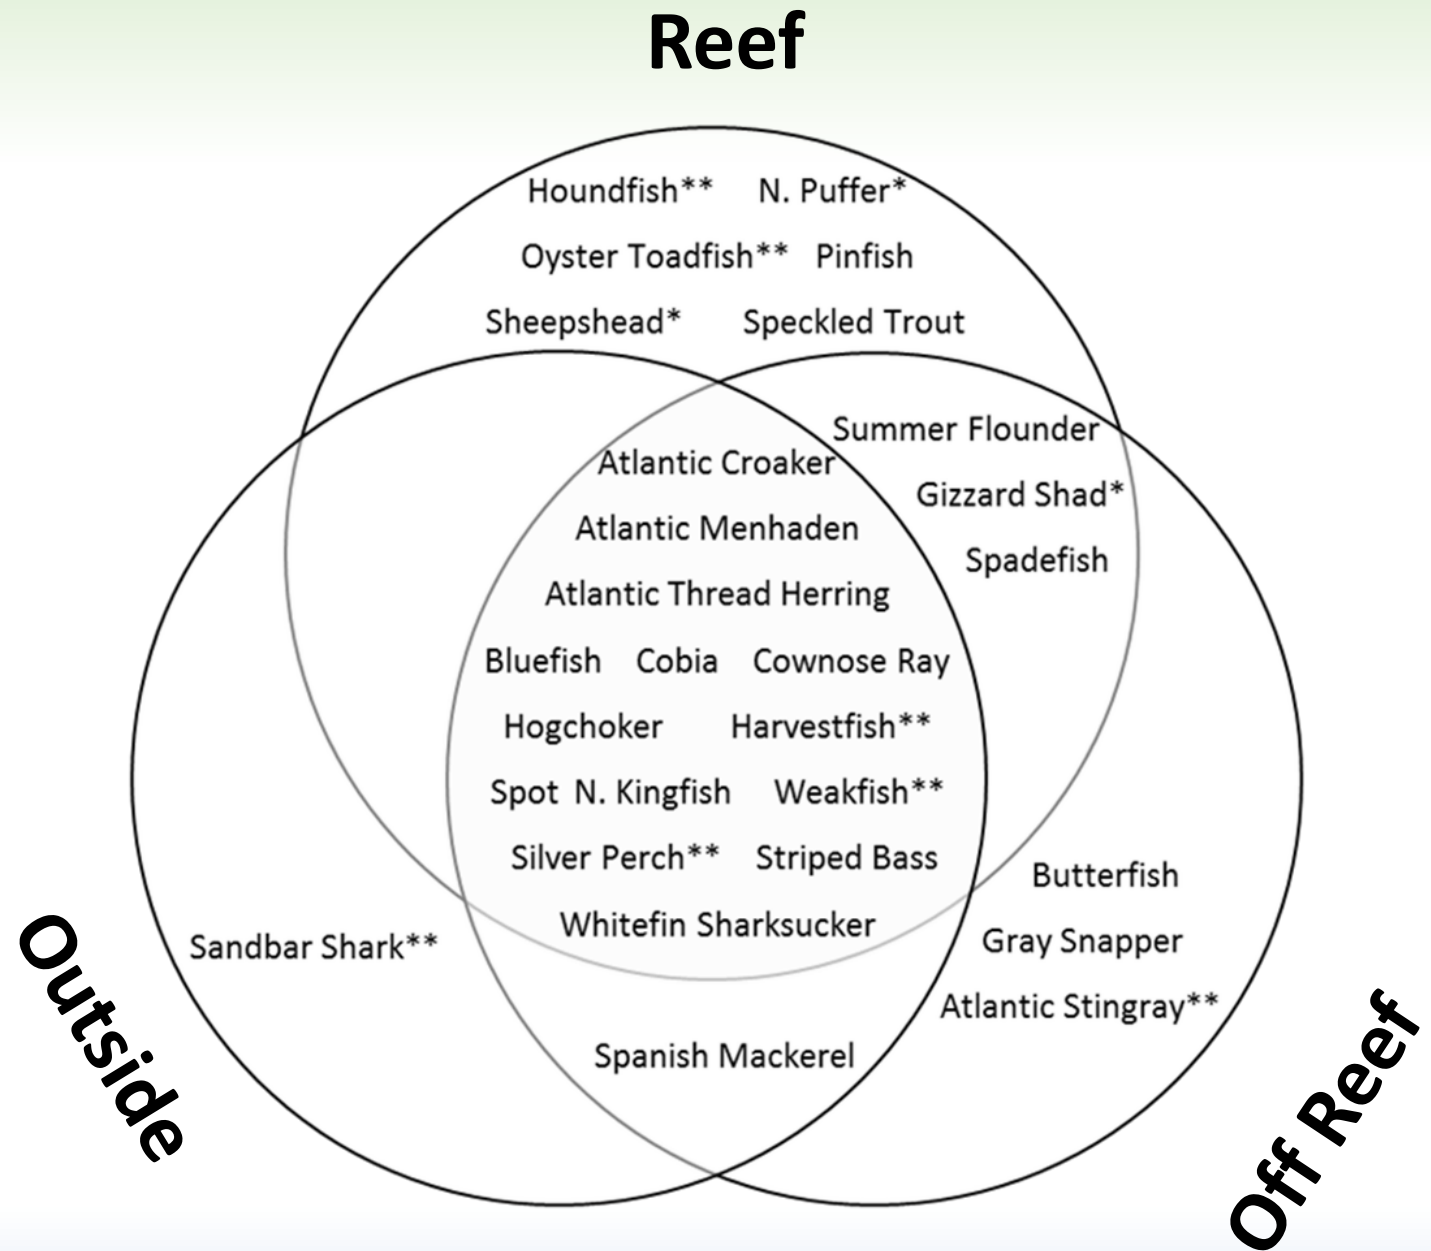 Reef
Houndfish** N. Puffer*
Oyster Toadfish** Pinfish
Sheepshead* Speckled Trout
Summer Flounder
Atlantic Croaker
Gizzard Shad*
Atlantic Menhaden
Spadefish
Atlantic Thread Herring
Bluefish Cobia Cownose Ray
Hogchoker Harvestfish**
Spot N. Kingfish Weakfish**
Silver Perch** Striped Bass
Whitefin Sharksucker
Butterfish
Gray Snapper
Atlantic Stingray**
Sandbar Shark**
Spanish Mackerel
Outside
Off Reef